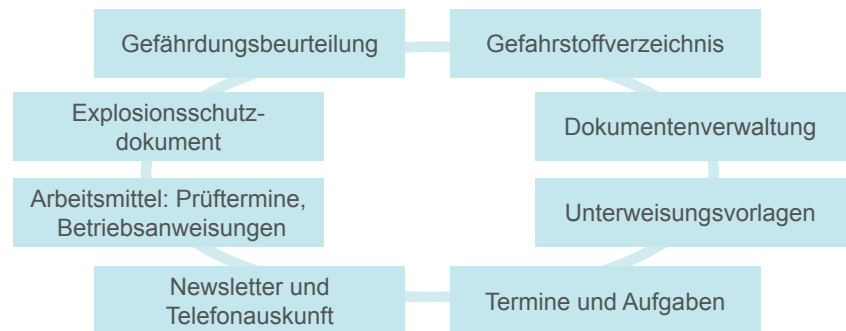 Gefährdungsbeurteilung
Gefahrstoffverzeichnis
Explosionsschutz-
dokument
Dokumentenverwaltung
Arbeitsmittel: Prüftermine,
Betriebsanweisungen
Unterweisungsvorlagen
Newsletter und
Telefonauskunft
Termine und Aufgaben